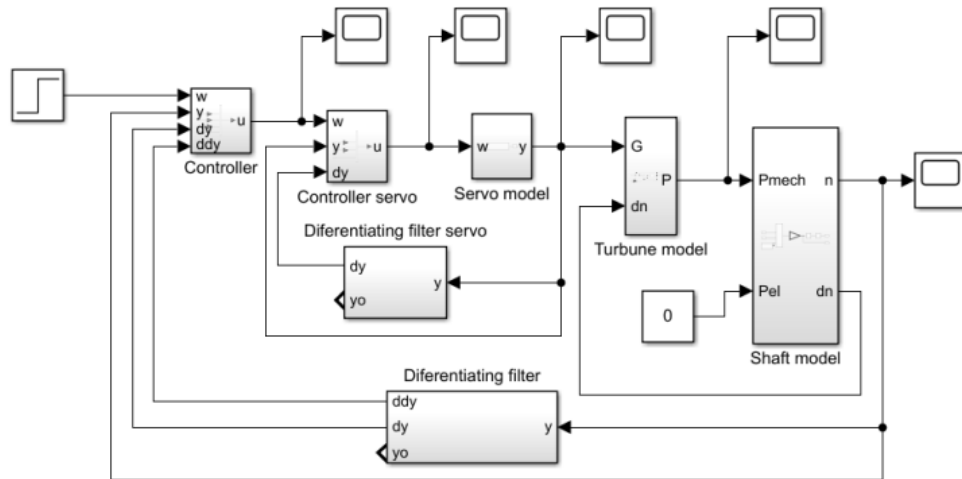 w
y
dy
ddy
u
Controller
w
y
dy
u
Controller servo
w
y
Servo model
G
dn
P
Turbune model
Pmech
n
Pel
dn
Shaft model
0
Diferentiating filter servo
dy
yo
y
Diferentiating filter
ddy
dy
yo
y